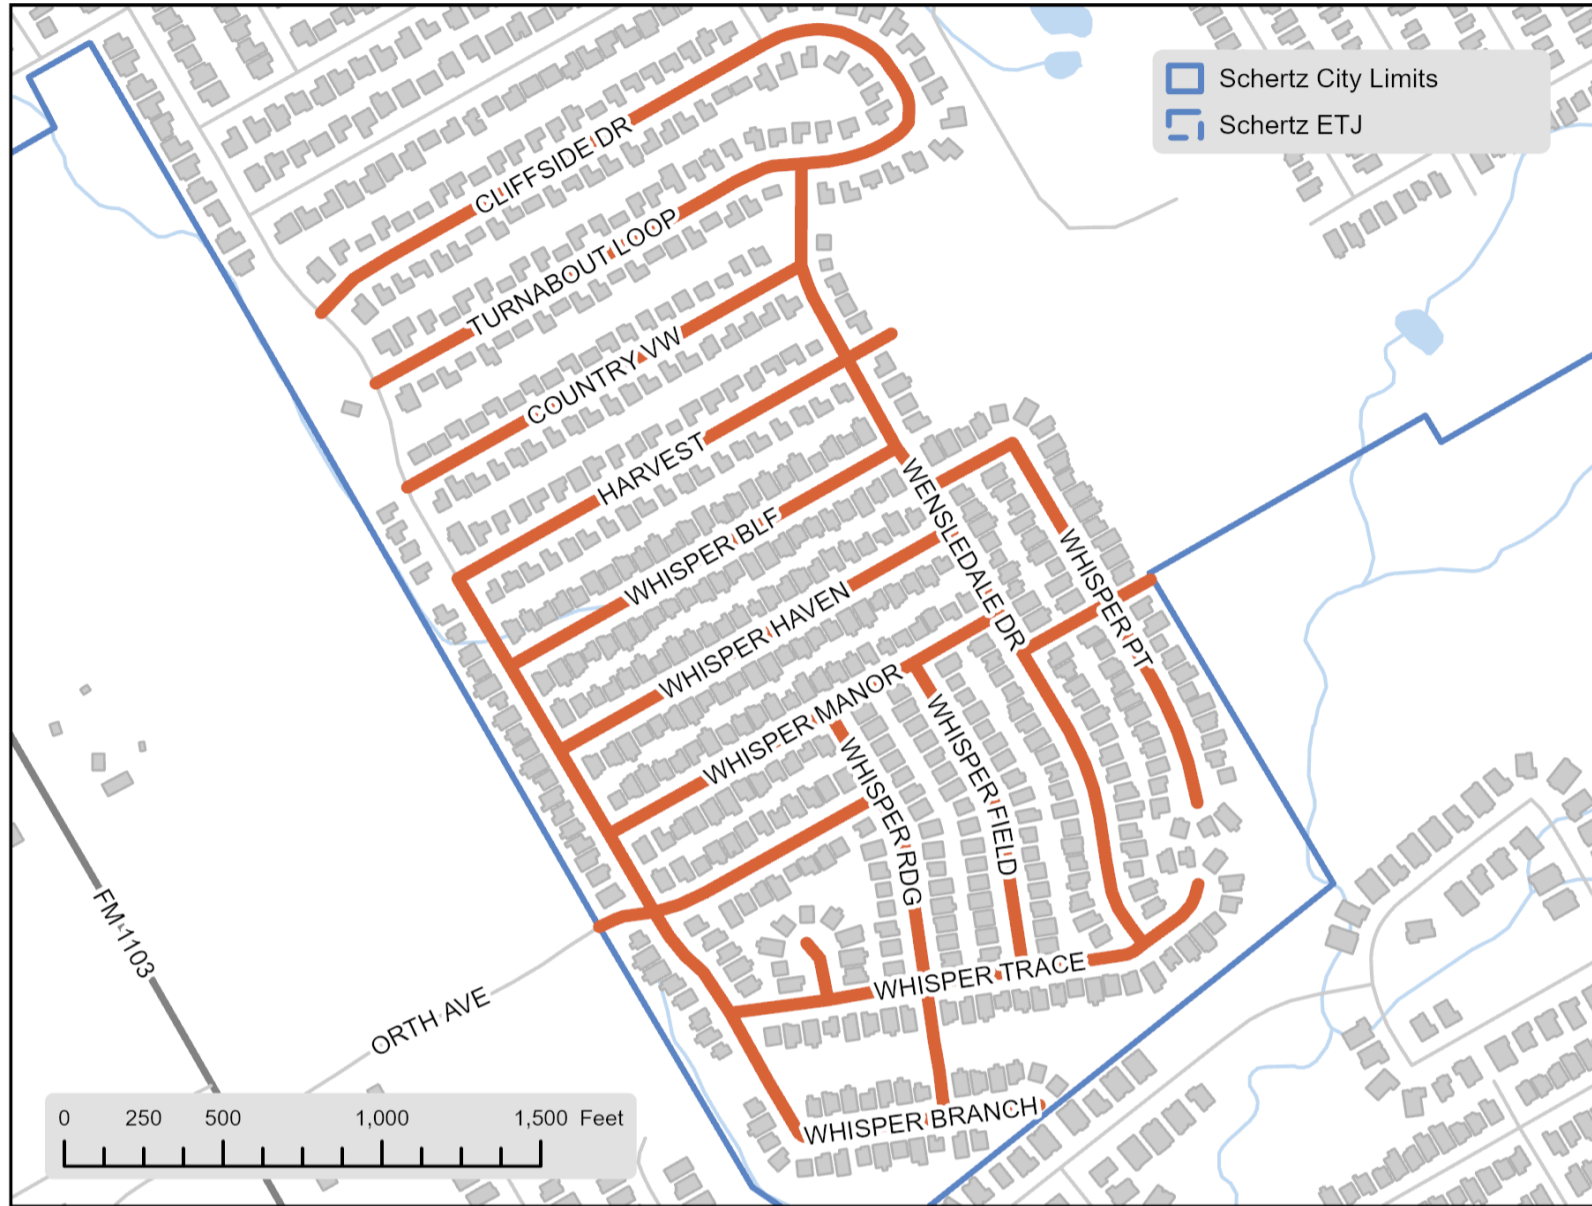 Schertz City Limits
Schertz ETJ
CLIFFSIDE DR
TURNABOUT LOOP
COUNTRY VW
HARVEST
WHISPER BLF
WENSLEDALE DR
WHISPER PT
WHISPER HAVEN
WHISPER MANOR
WHISPER FIELD
WHISPER RDG
FM 1103
WHISPER TRACE
ORTH AVE
WHISPER BRANCH
0 250 500 1,000 1,500 Feet